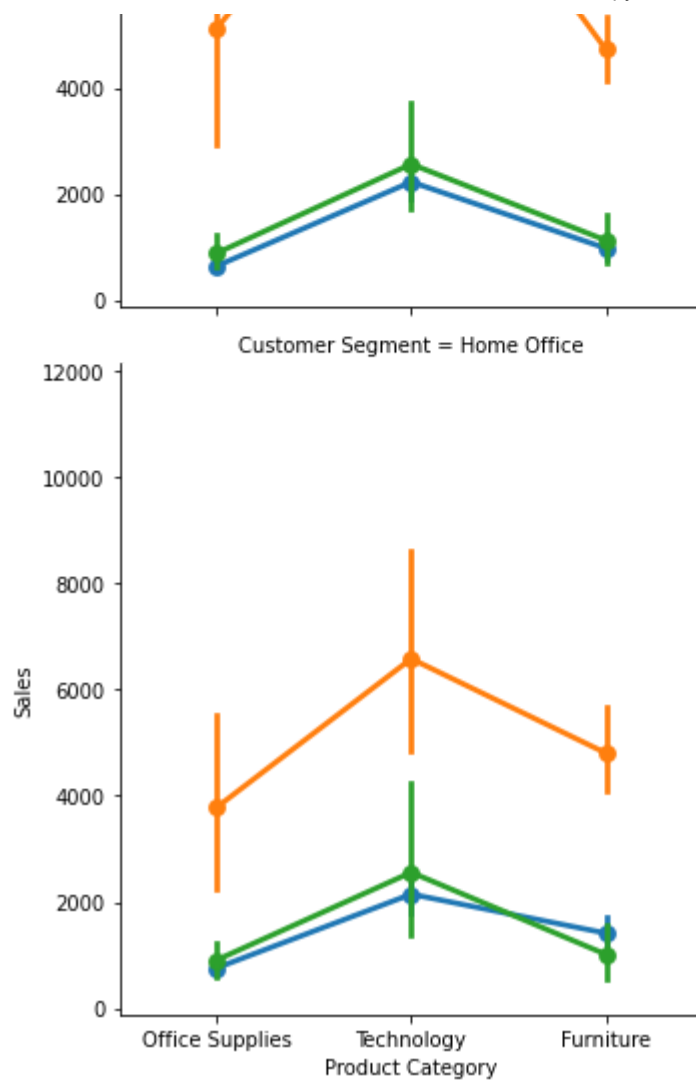 4000
2000
0
Customer Segment = Home Office
12000
10000
8000
6000
4000
2000
0
Sales
Office Supplies
Technology
Furniture
Product Category